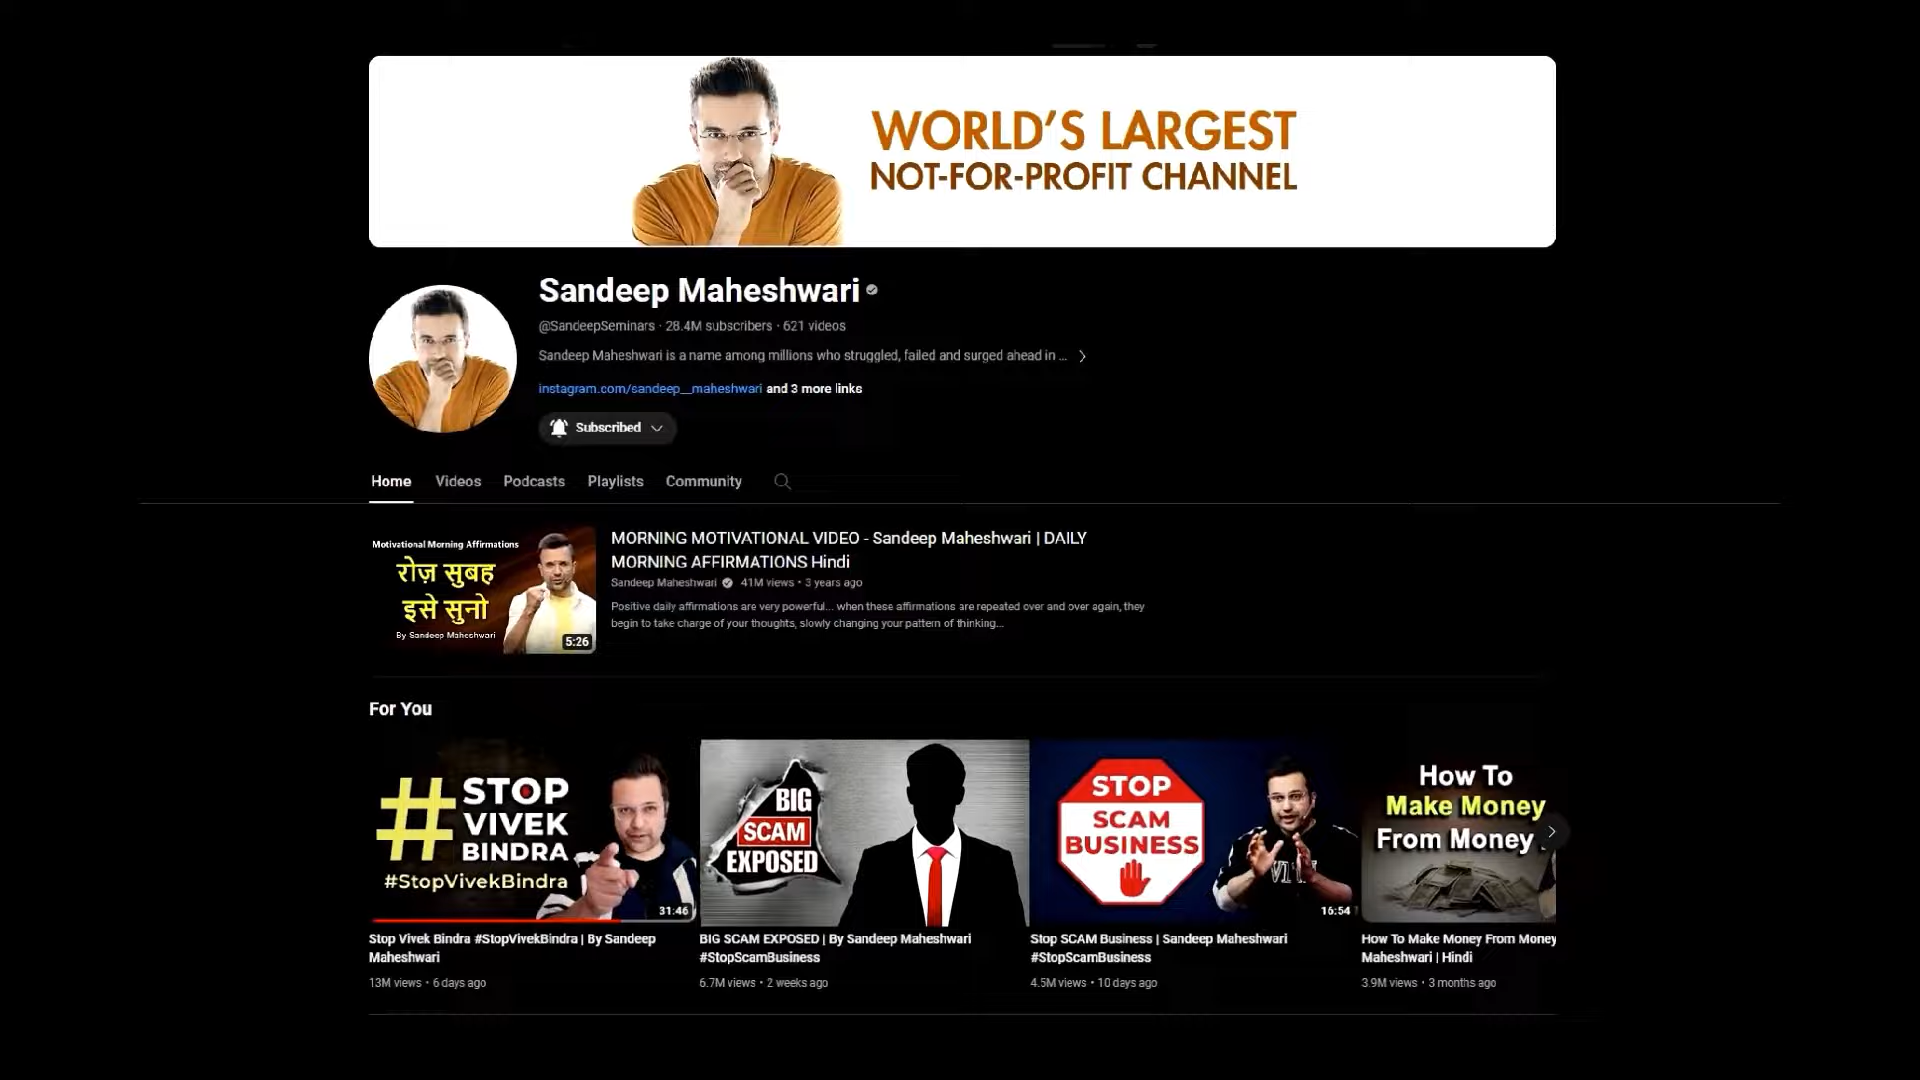 WORLD'S LARGEST
NOT-FOR-PROFIT CHANNEL
Sandeep Maheshwari
@SandeepSeminars · 28.4M subscribers · 621 videos
Sandeep Maheshwari is a name among millions who struggled, failed and surged ahead in ...
instagram.com/sandeep__maheshwari and 3 more links
Subscribed
Home Videos Podcasts Playlists Community
Motivational Morning Affirmations
रोज़ सुबह
इसे सुनो
By Sandeep Maheshwari
5:26
MORNING MOTIVATIONAL VIDEO - Sandeep Maheshwari | DAILY
MORNING AFFIRMATIONS Hindi
Sandeep Maheshwari 41M views • 3 years ago
Positive daily affirmations are very powerful... when these affirmations are repeated over and over again, they
begin to take charge of your thoughts, slowly changing your pattern of thinking...
For You
# STOP
VIVEK
BINDRA
#StopVivekBindra
31:46
Stop Vivek Bindra #StopVivekBindra | By Sandeep
Maheshwari
13M views • 6 days ago
BIG
SCAM
EXPOSED
BIG SCAM EXPOSED | By Sandeep Maheshwari
#StopScamBusiness
6.7M views • 2 weeks ago
STOP
SCAM
BUSINESS
16:54
Stop SCAM Business | Sandeep Maheshwari
#StopScamBusiness
4.5M views • 10 days ago
How To
Make Money
From Money
How To Make Money From Money
Maheshwari | Hindi
3.9M views • 3 months ago